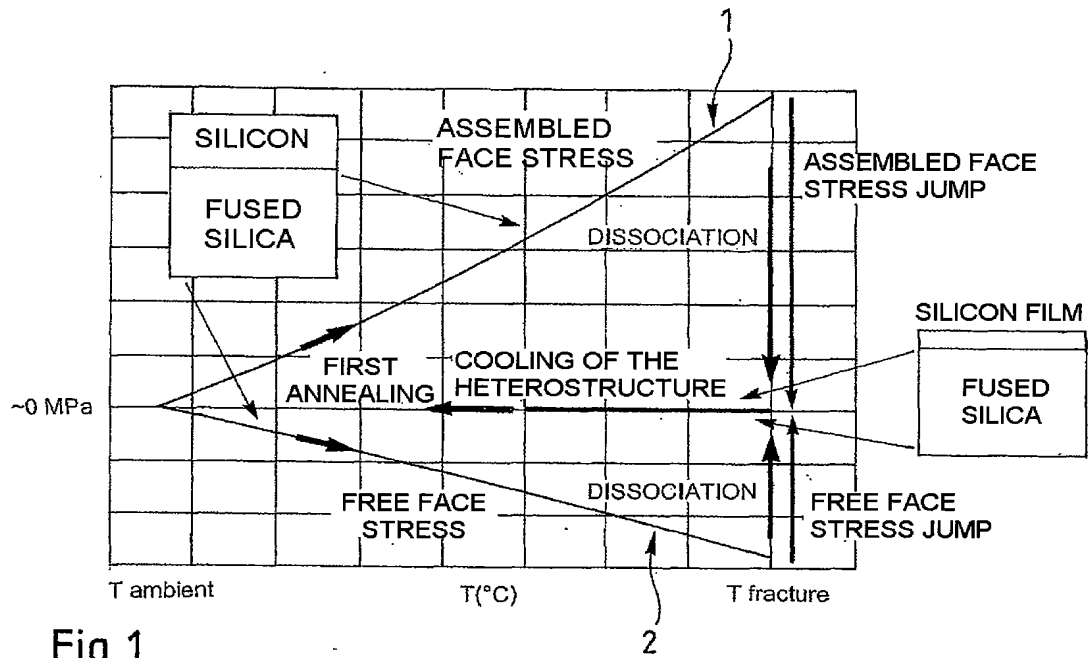 1
SILICON
FUSED
SILICA
ASSEMBLED
FACE STRESS
DISSOCIATION
ASSEMBLED FACE
STRESS JUMP
SILICON FILM
FUSED
SILICA
FIRST
ANNEALING
COOLING OF THE
HETEROSTRUCTURE
~0 MPa
FREE FACE
STRESS
DISSOCIATION
FREE FACE
STRESS JUMP
T ambient
T(°C)
T fracture
2
Fig 1